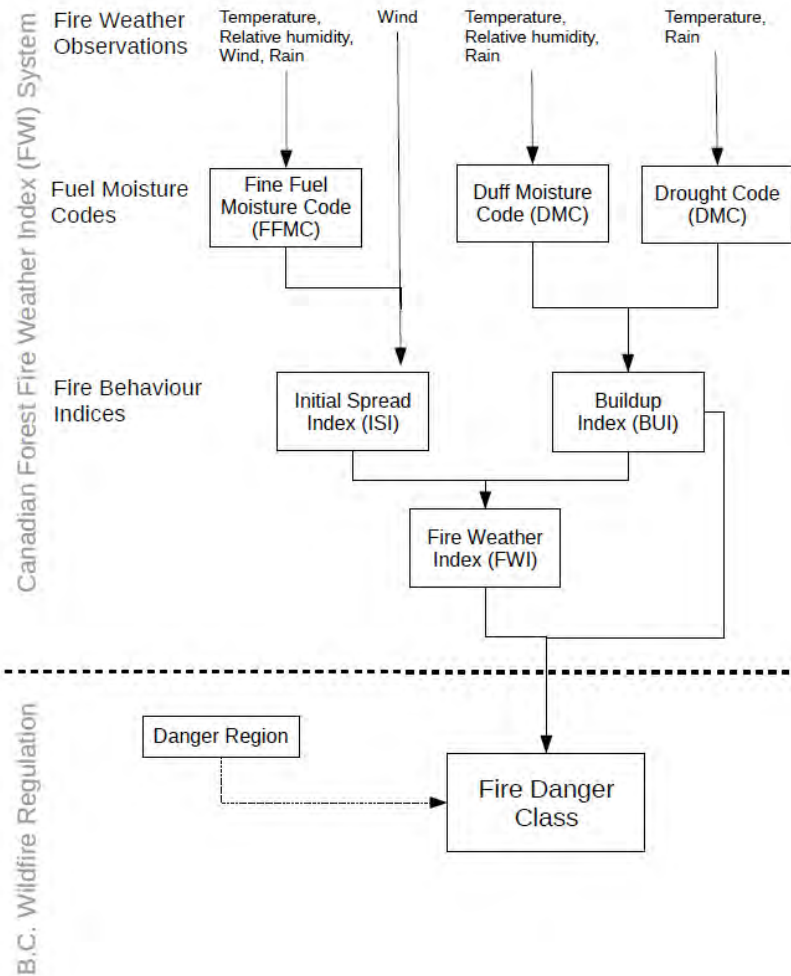 Canadian Forest Fire Weather Index (FWI) System
Fire Weather
Observations
Temperature,
Relative humidity,
Wind, Rain
Wind
Temperature,
Relative humidity,
Rain
Temperature,
Rain
Fuel Moisture
Codes
Fine Fuel
Moisture Code
(FFMC)
Duff Moisture
Code (DMC)
Drought Code
(DMC)
Fire Behaviour
Indices
Initial Spread
Index (ISI)
Buildup
Index (BUI)
Fire Weather
Index (FWI)
B.C. Wildfire Regulation
Danger Region
Fire Danger
Class